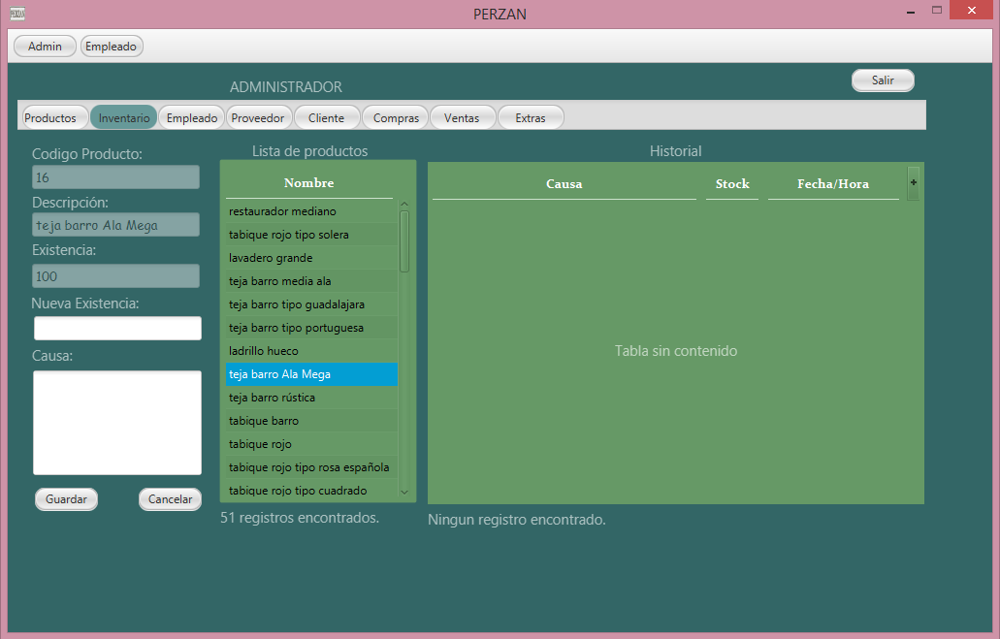 PERZAN
PERZAN
Admin
Empleado
ADMINISTRADOR
Salir
Productos
Inventario
Empleado
Proveedor
Cliente
Compras
Ventas
Extras
Codigo Producto:
16
Descripción:
teja barro Ala Mega
Existencia:
100
Nueva Existencia:
Causa:
Guardar
Cancelar
Lista de productos
Nombre
restaurador mediano
tabique rojo tipo solera
lavadero grande
teja barro media ala
teja barro tipo guadalajara
teja barro tipo portuguesa
ladrillo hueco
teja barro Ala Mega
teja barro rústica
tabique barro
tabique rojo
tabique rojo tipo rosa española
tabique rojo tipo cuadrado
51 registros encontrados.
Historial
Causa
Stock
Fecha/Hora
+
Tabla sin contenido
Ningun registro encontrado.